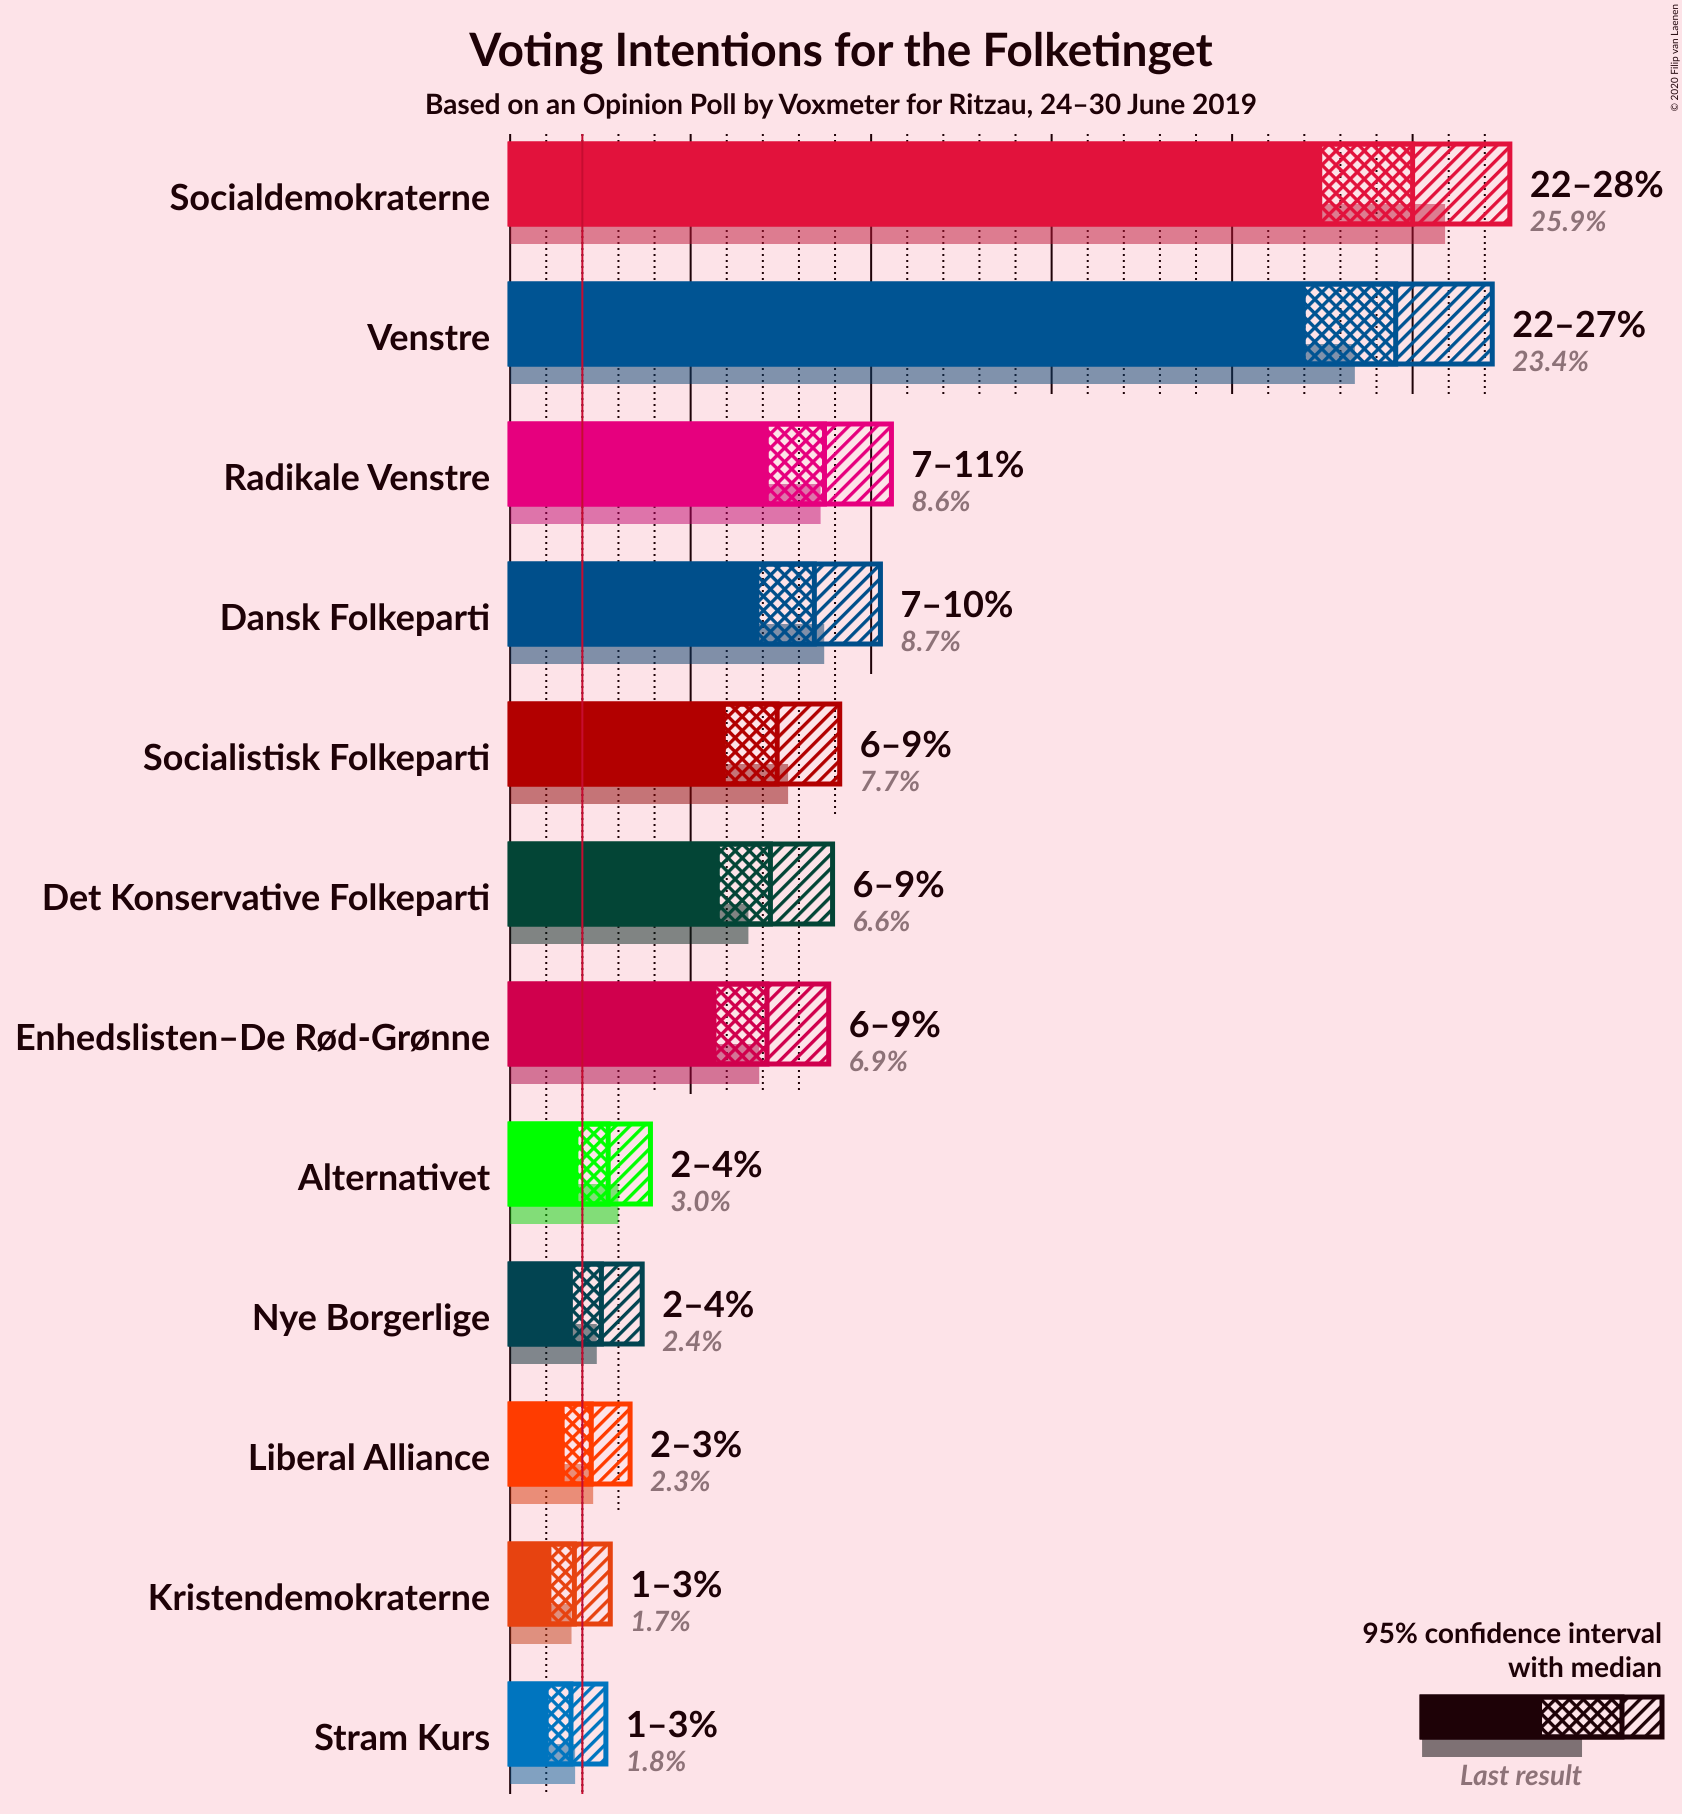 Voting Intentions for the Folketinget
Based on an Opinion Poll by Voxmeter for Ritzau, 24–30 June 2019
© 2020 Filip van Laenen
Socialdemokraterne
22–28%
25.9%
Venstre
22–27%
23.4%
Radikale Venstre
7–11%
8.6%
Dansk Folkeparti
7–10%
8.7%
Socialistisk Folkeparti
6–9%
7.7%
Det Konservative Folkeparti
6–9%
6.6%
Enhedslisten–De Rød-Grønne
6–9%
6.9%
Alternativet
2–4%
3.0%
Nye Borgerlige
2–4%
2.4%
Liberal Alliance
2–3%
2.3%
Kristendemokraterne
1–3%
1.7%
Stram Kurs
1–3%
1.8%
95% confidence interval
with median
Last result